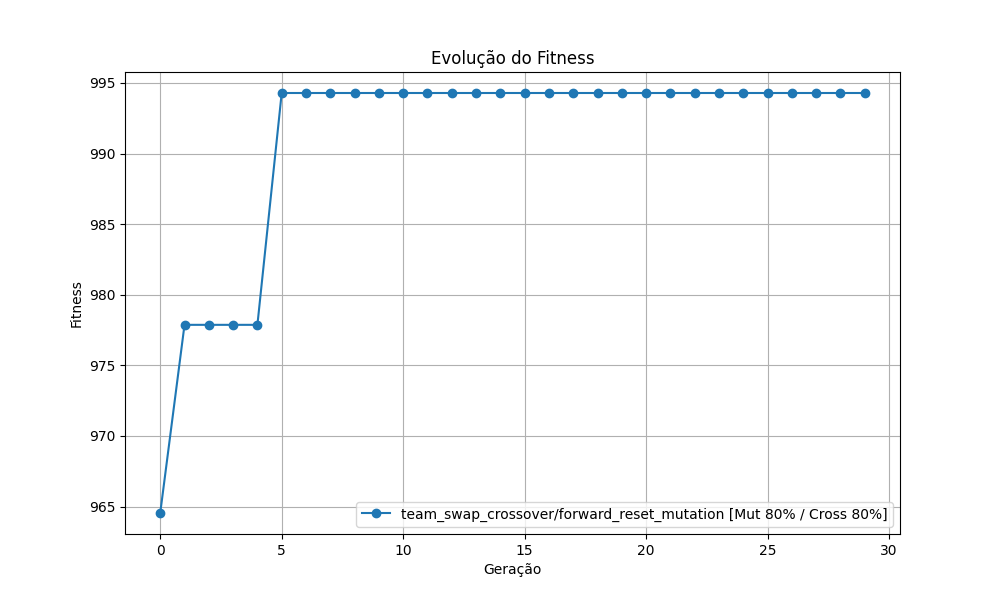 Evolução do Fitness
Fitness
995
990
985
980
975
970
965
team_swap_crossover/forward_reset_mutation [Mut 80% / Cross 80%]
0 5 10 15 20 25 30
Geração